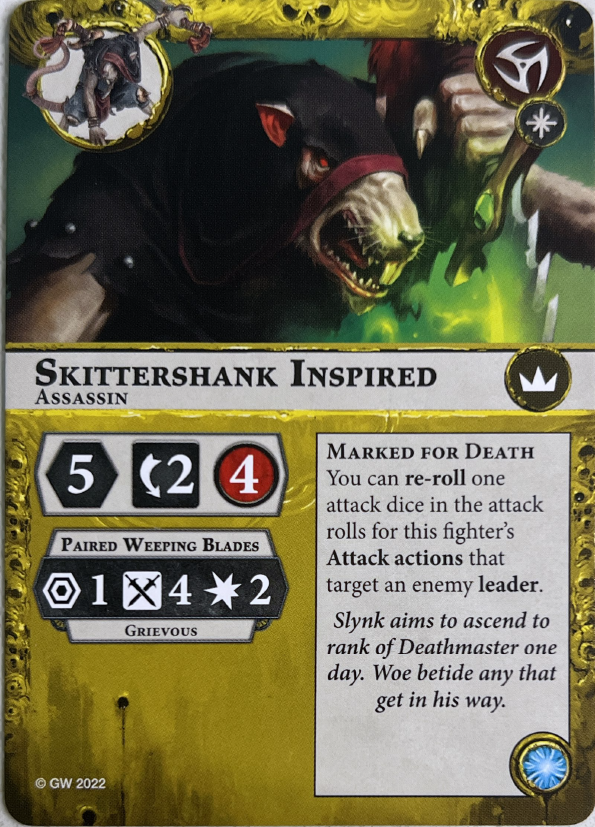 Skittershank Inspired
Assassin
5 2 4
Paired Weeping Blades
1 4 2
Grievous
Marked for Death
You can re-roll one
attack dice in the attack
rolls for this fighter's
Attack actions that
target an enemy leader.
Slynk aims to ascend to
rank of Deathmaster one
day. Woe betide any that
get in his way.
© GW 2022